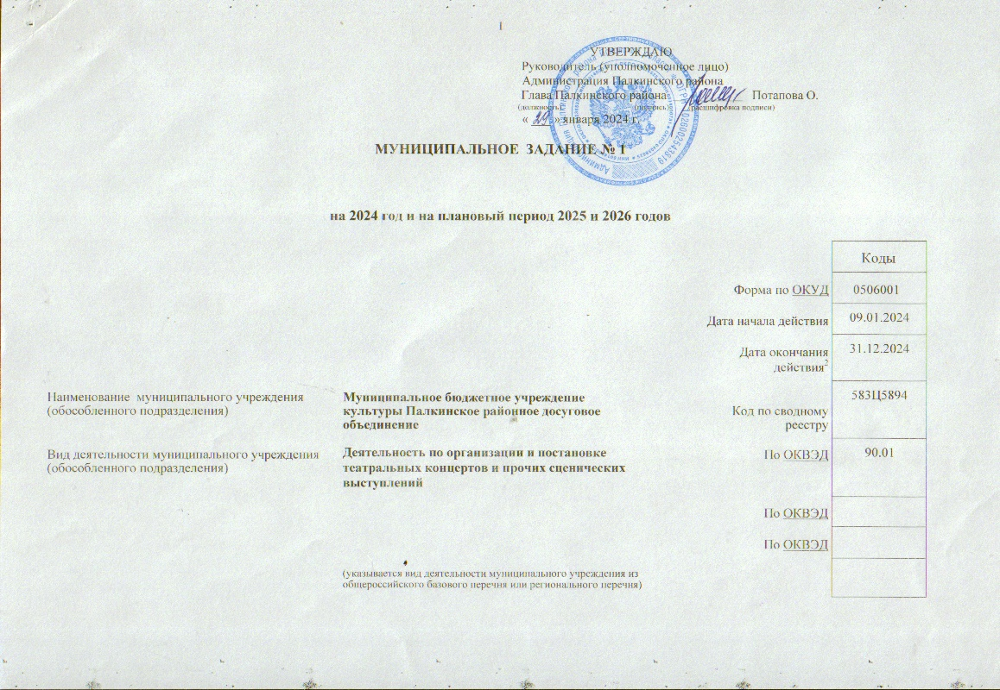 1
УТВЕРЖДАЮ
Руководитель (уполномоченное лицо)
Администрация Палкинского района
Глава Палкинского района Потапова О.
(должность) (подпись) (расшифровка подписи)
« 29 » января 2024 г.
МУНИЦИПАЛЬНОЕ ЗАДАНИЕ № 1
на 2024 год и на плановый период 2025 и 2026 годов
Коды
Форма по ОКУД 0506001
Дата начала действия 09.01.2024
Дата окончания 31.12.2024
действия2
Наименование муниципального учреждения
(обособленного подразделения)
Муниципальное бюджетное учреждение
культуры Палкинское районное досуговое
объединение
Код по сводному
реестру
583Ц5894
Вид деятельности муниципального учреждения
(обособленного подразделения)
Деятельность по организации и постановке
театральных концертов и прочих сценических
выступлений
По ОКВЭД 90.01
По ОКВЭД
По ОКВЭД
(указывается вид деятельности муниципального учреждения из
общероссийского базового перечня или регионального перечня)